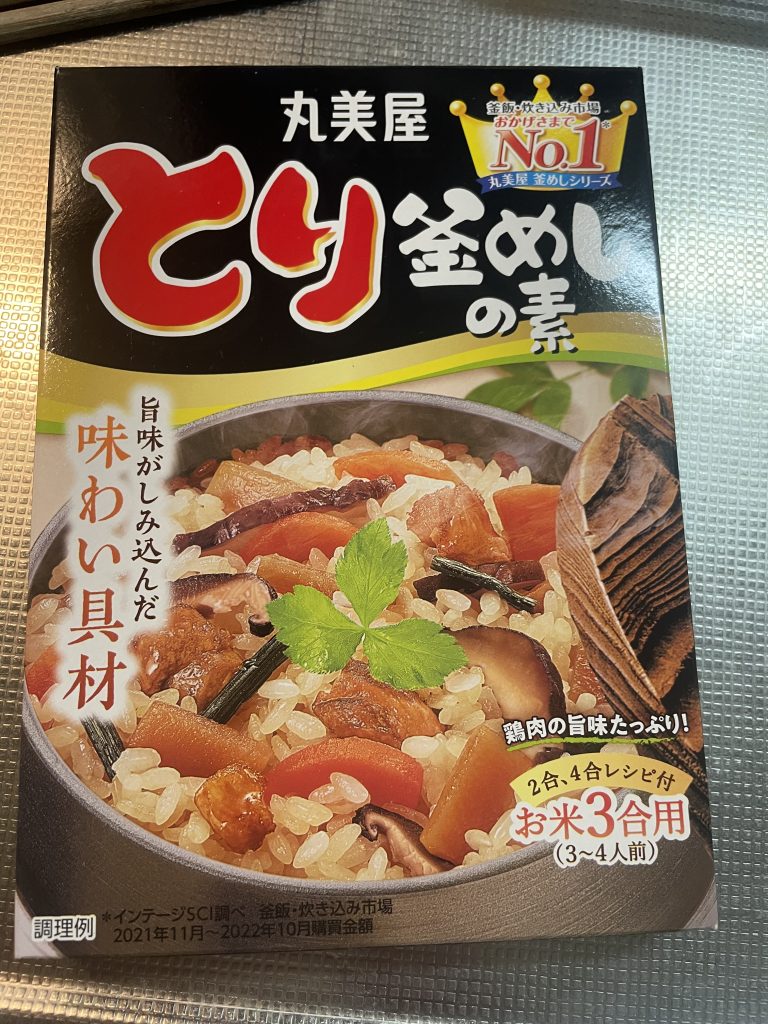 丸美屋
釜飯・炊き込み市場
おかげさまで
No.1*
丸美屋 釜めしシリーズ
とり釜めし
の素
旨味がしみ込んだ
味わい具材
鶏肉の旨味たっぷり!
2合、4合レシピ付
お米3合用
(3~4人前)
調理例
*インテージSCI調べ 釜飯・炊き込み市場
2021年11月~2022年10月購買金額